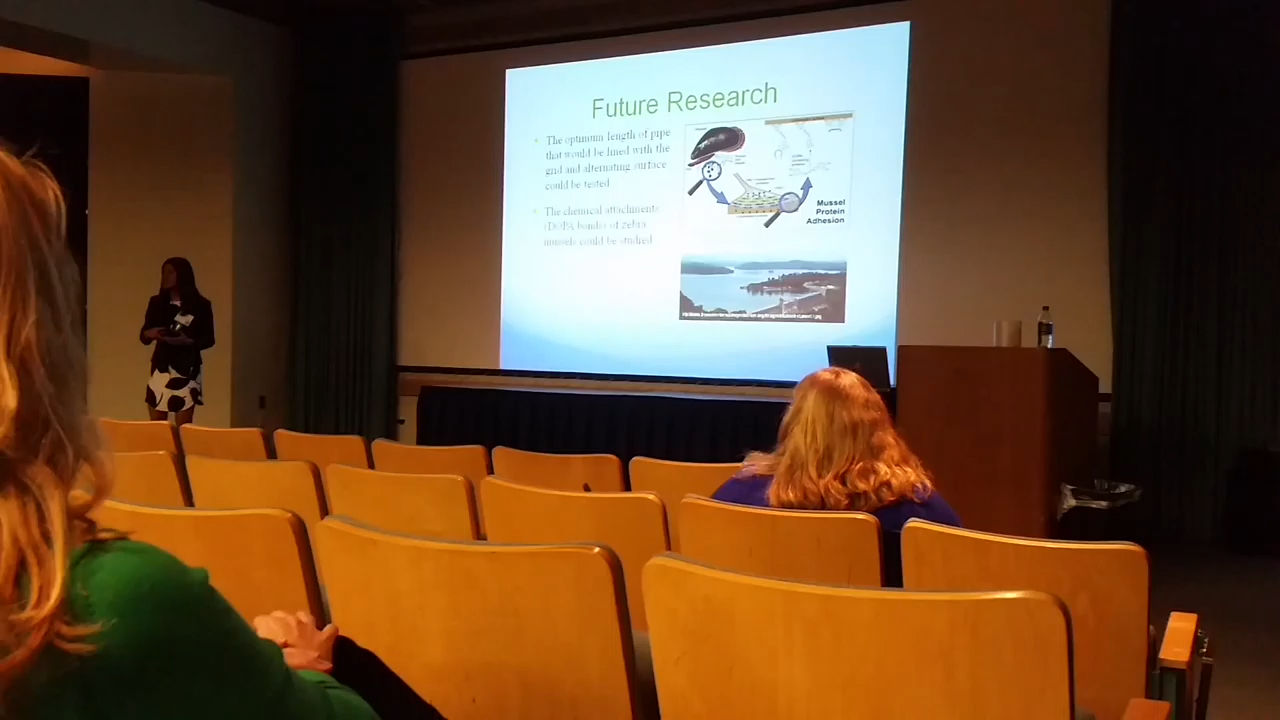 Future Research
The optimum length of pipe
that would be lined with the
grid and alternating surface
could be tested
The chemical attachments
(DOPA bonds) of zebra
mussels could be studied
Mussel
Protein
Adhesion